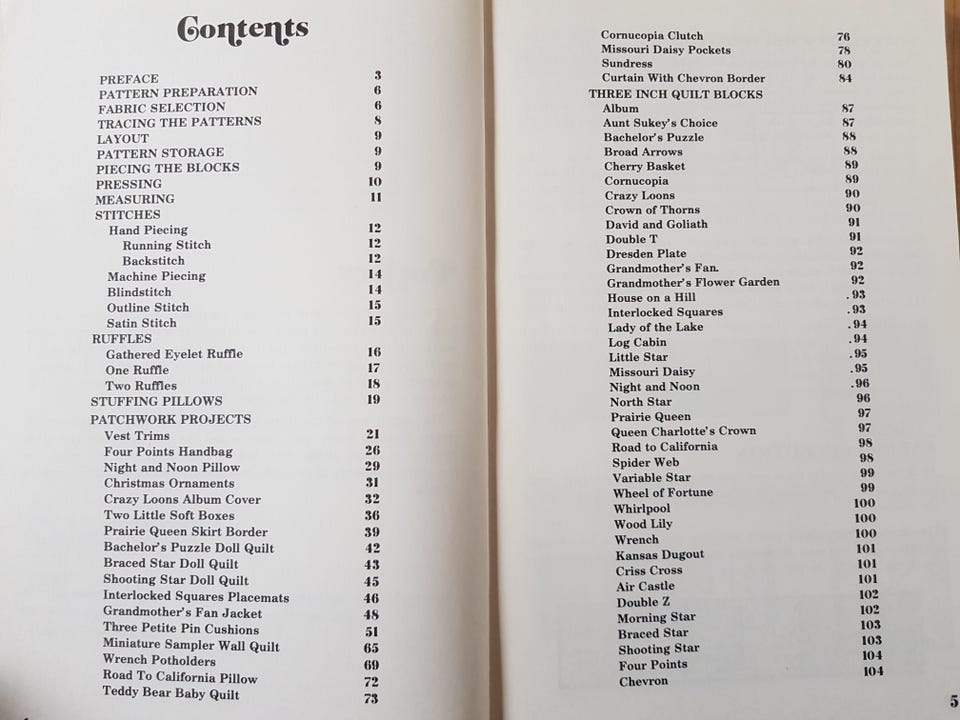 Contents
PREFACE 3
PATTERN PREPARATION 6
FABRIC SELECTION 6
TRACING THE PATTERNS 8
LAYOUT 9
PATTERN STORAGE 9
PIECING THE BLOCKS 9
PRESSING 10
MEASURING 11
STITCHES
Hand Piecing 12
Running Stitch 12
Backstitch 12
Machine Piecing 14
Blindstitch 14
Outline Stitch 15
Satin Stitch 15
RUFFLES
Gathered Eyelet Ruffle 16
One Ruffle 17
Two Ruffles 18
STUFFING PILLOWS 19
PATCHWORK PROJECTS
Vest Trims 21
Four Points Handbag 26
Night and Noon Pillow 29
Christmas Ornaments 31
Crazy Loons Album Cover 32
Two Little Soft Boxes 36
Prairie Queen Skirt Border 39
Bachelor's Puzzle Doll Quilt 42
Braced Star Doll Quilt 43
Shooting Star Doll Quilt 45
Interlocked Squares Placemats 46
Grandmother's Fan Jacket 48
Three Petite Pin Cushions 51
Miniature Sampler Wall Quilt 65
Wrench Potholders 69
Road To California Pillow 72
Teddy Bear Baby Quilt 73
Cornucopia Clutch 76
Missouri Daisy Pockets 78
Sundress 80
Curtain With Chevron Border 84
THREE INCH QUILT BLOCKS
Album 87
Aunt Sukey's Choice 87
Bachelor's Puzzle 88
Broad Arrows 88
Cherry Basket 89
Cornucopia 89
Crazy Loons 90
Crown of Thorns 90
David and Goliath 91
Double T 91
Dresden Plate 92
Grandmother's Fan. 92
Grandmother's Flower Garden 92
House on a Hill .93
Interlocked Squares .93
Lady of the Lake .94
Log Cabin .94
Little Star .95
Missouri Daisy .95
Night and Noon .96
North Star 96
Prairie Queen 97
Queen Charlotte's Crown 97
Road to California 98
Spider Web 98
Variable Star 99
Wheel of Fortune 99
Whirlpool 100
Wood Lily 100
Wrench 100
Kansas Dugout 101
Criss Cross 101
Air Castle 101
Double Z 102
Morning Star 102
Braced Star 103
Shooting Star 103
Four Points 104
Chevron 104
5